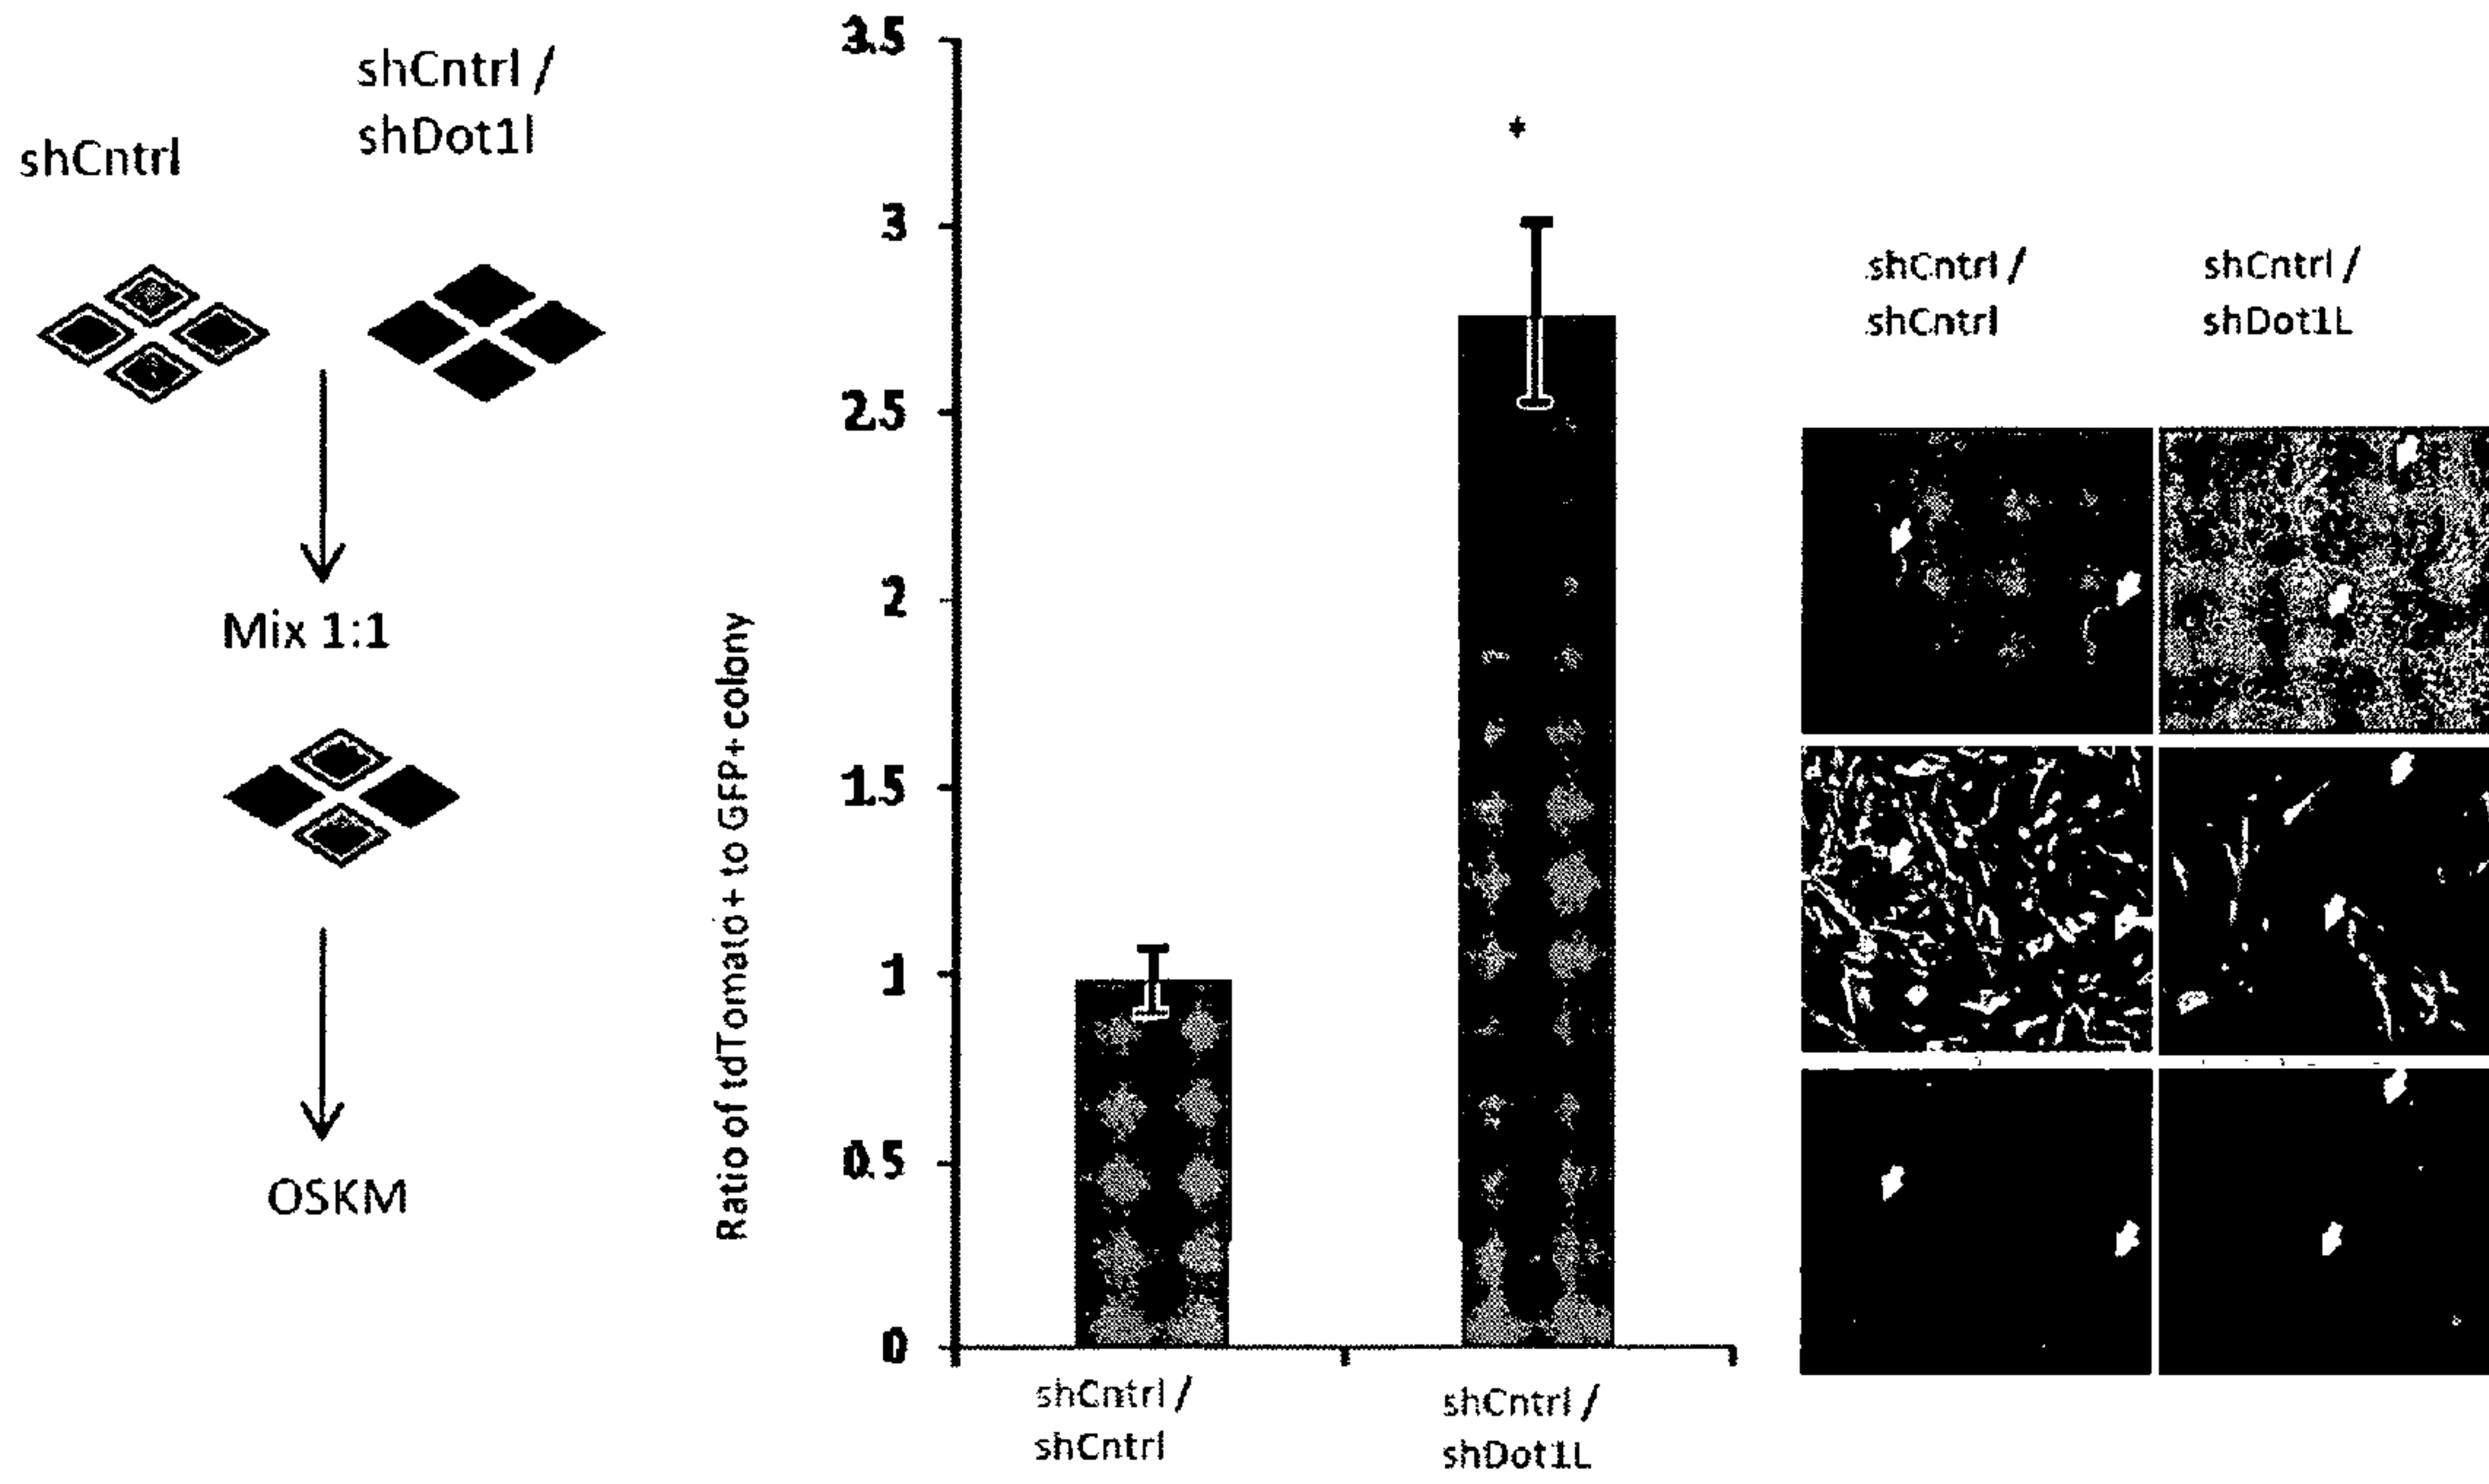 shCntrl
shCntrl /
shDot1l
Mix 1:1
OSKM
Ratio of tdTomato+ to GFP+ colony
3.5
3
2.5
2
1.5
1
0.5
0
*
shCntrl /
shCntrl
shCntrl /
shDot1L
shCntrl /
shCntrl
shCntrl /
shDot1L